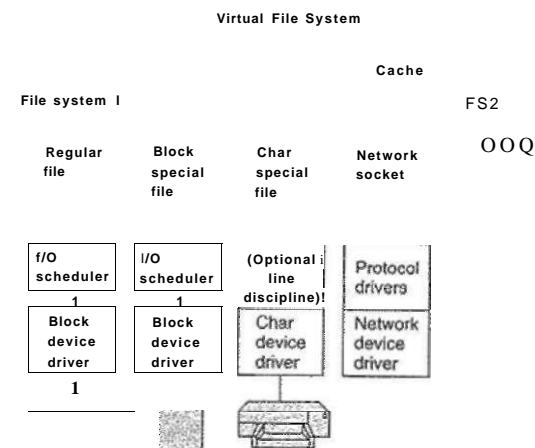 Virtual File System
Cache
File system I
FS2
OOQ
Regular
file
Block
special
file
Char
special
file
Network
socket
f/O
scheduler
1
I/O
scheduler
1
(Optional i
line
discipline)!
Protocol
drivers
Block
device
driver
1
Block
device
driver
Char
device
driver
Network
device
driver